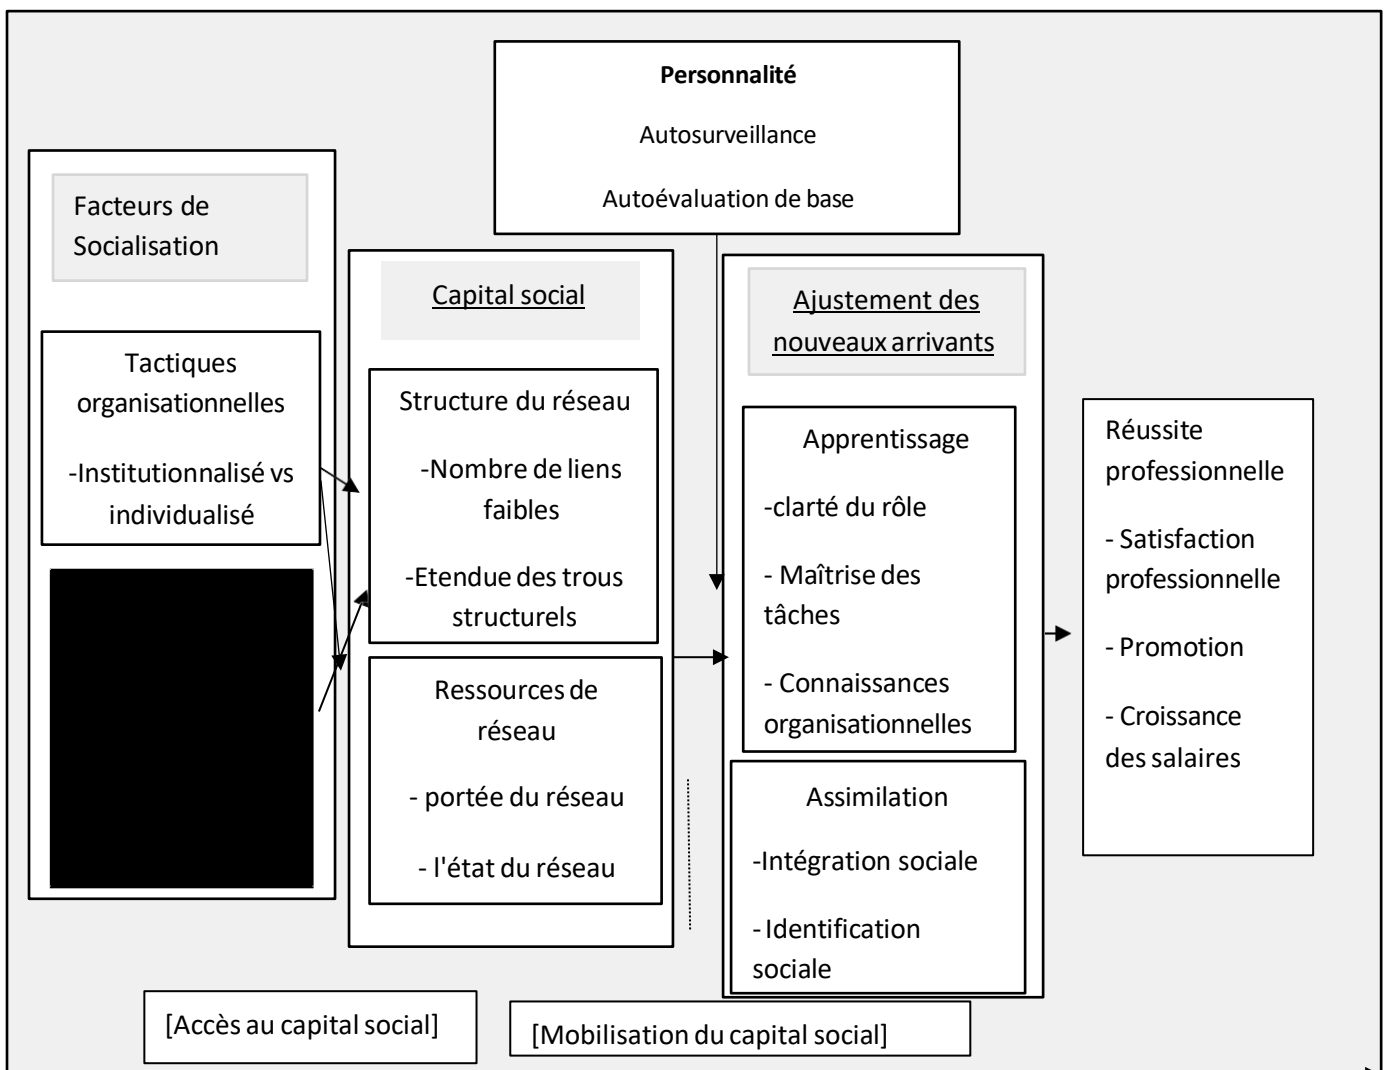 Personnalité
Autosurveillance
Autoévaluation de base
Facteurs de
Socialisation
Tactiques
organisationnelles
-Institutionnalisé vs
individualisé
Capital social
Structure du réseau
-Nombre de liens
faibles
-Etendue des trous
structurels
Ressources de
réseau
- portée du réseau
- l'état du réseau
Ajustement des
nouveaux arrivants
Apprentissage
-clarté du rôle
- Maîtrise des
tâches
- Connaissances
organisationnelles
Assimilation
-Intégration sociale
- Identification
sociale
Réussite
professionnelle
- Satisfaction
professionnelle
- Promotion
- Croissance
des salaires
[Accès au capital social]
[Mobilisation du capital social]